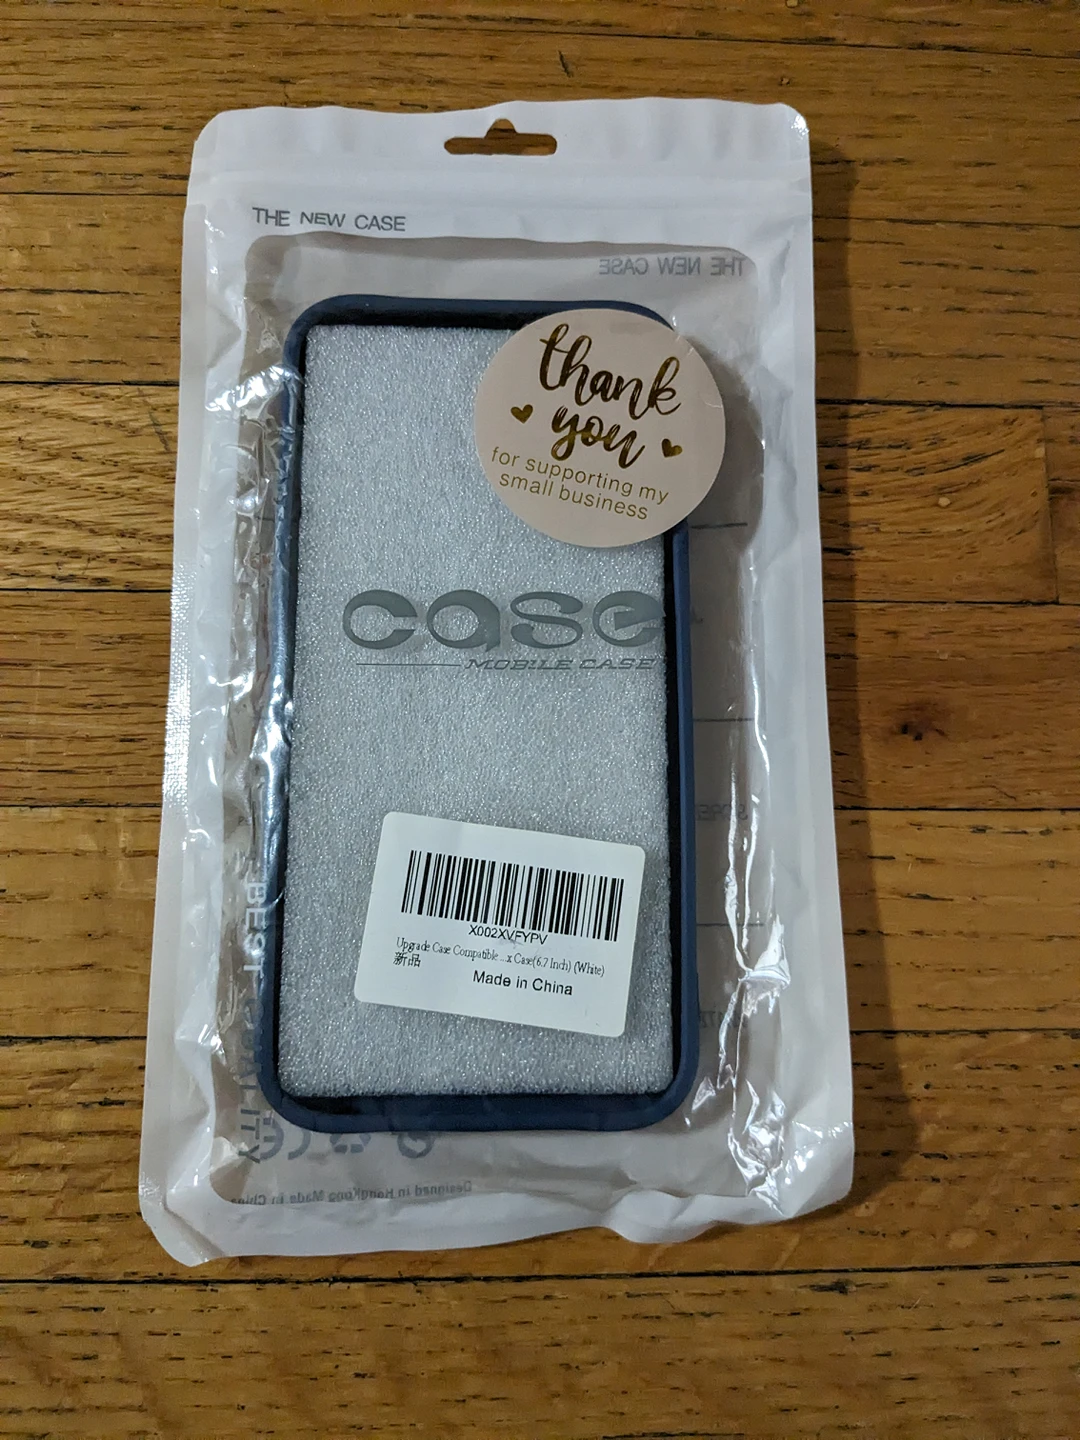 THE NEW CASE
THE NEW CASE
thank
you
for supporting my
small business
case
MOBILE CASE
X002XVFYPV
Upgrade Case Compatible ...x Case(6.7 Inch) (White)
新品
Made in China
BEST QUALITY
CE
Designed in HongKong Made in China